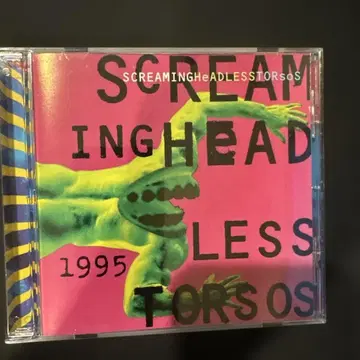 SCREAMINGHeADLESSTORsoS
SCREAM
INGHeAD
LESS
1995
TORSOS